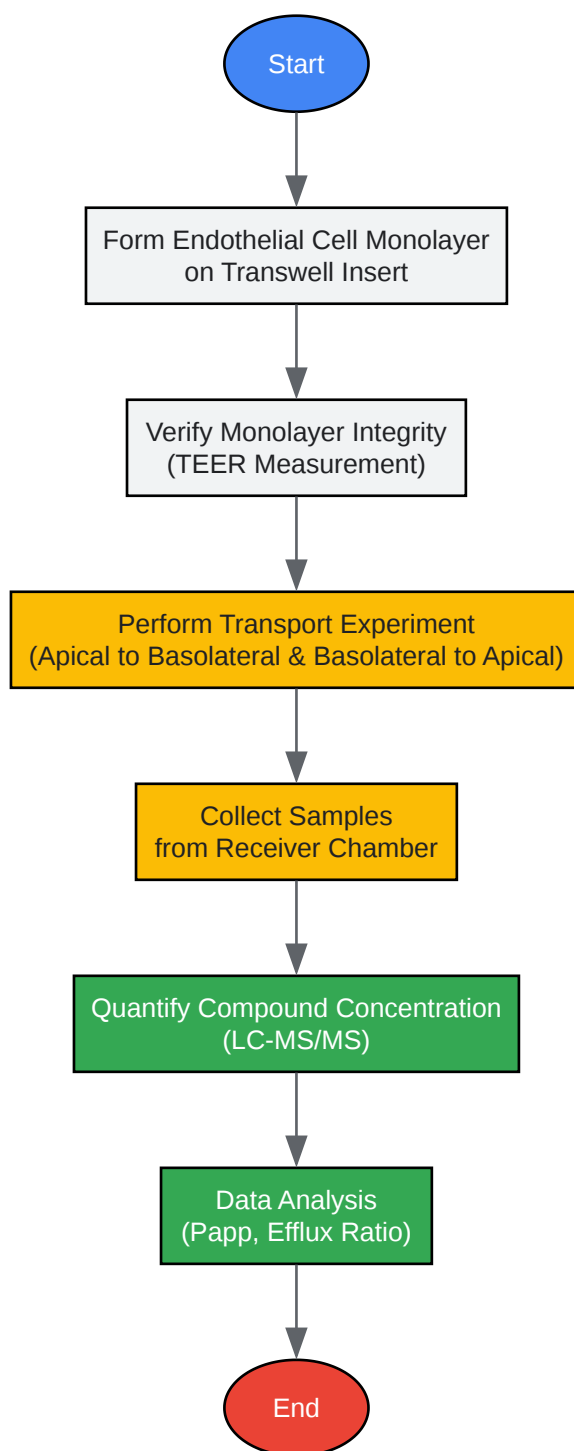 Start
Form Endothelial Cell Monolayer
on Transwell Insert
Verify Monolayer Integrity
(TEER Measurement)
Perform Transport Experiment
(Apical to Basolateral & Basolateral to Apical)
Collect Samples
from Receiver Chamber
Quantify Compound Concentration
(LC-MS/MS)
Data Analysis
(Papp, Efflux Ratio)
End